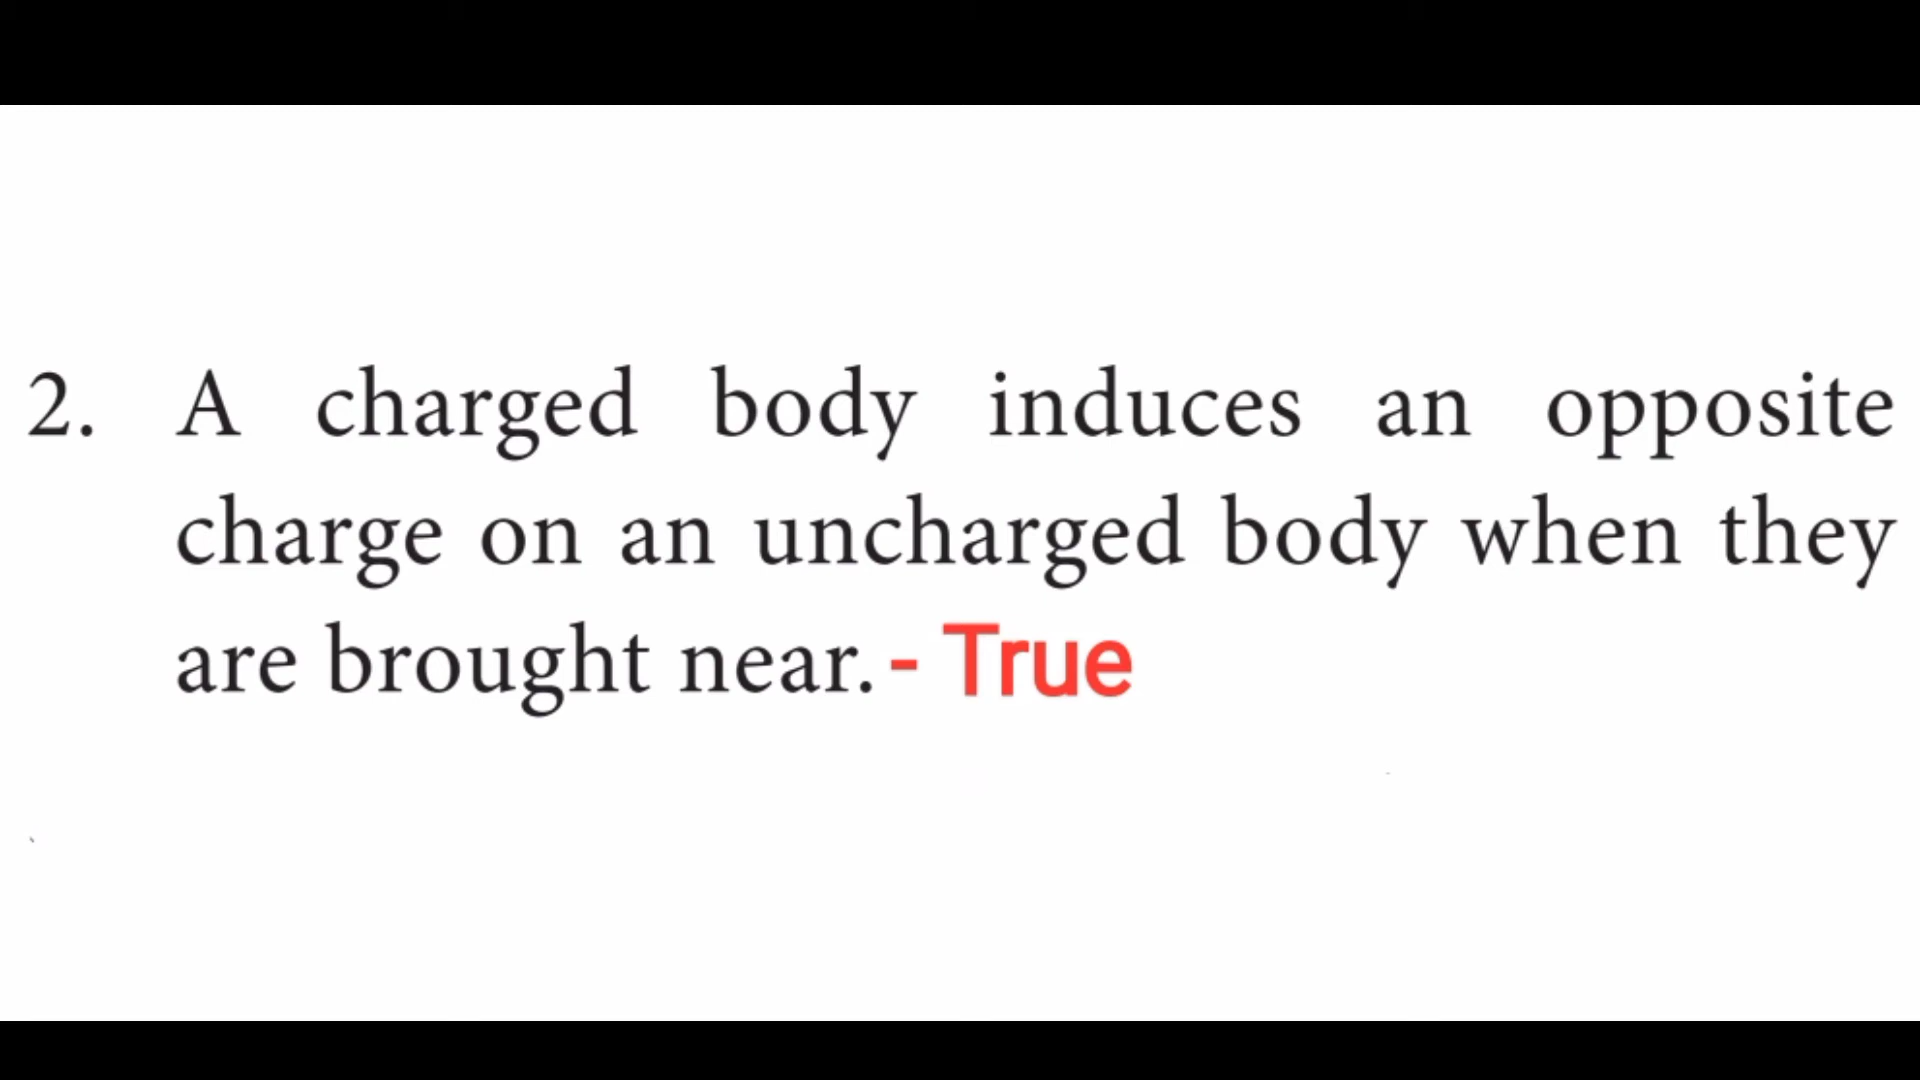 2. A charged body induces an opposite
charge on an uncharged body when they
are brought near. - True